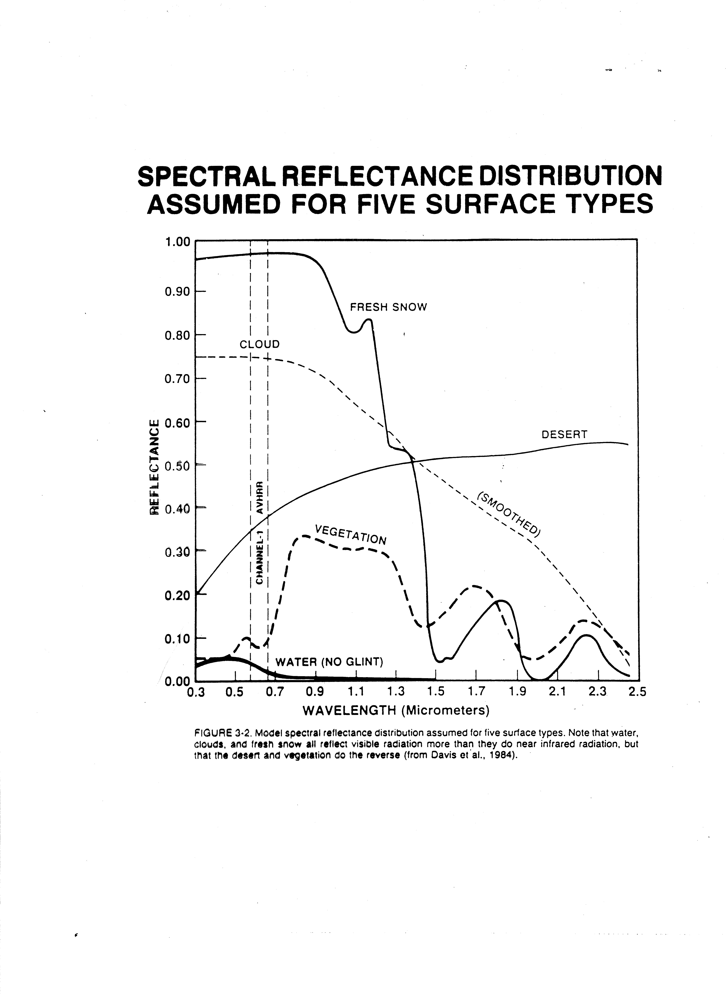 SPECTRAL REFLECTANCE DISTRIBUTION
ASSUMED FOR FIVE SURFACE TYPES
1.00
0.90
0.80
0.70
0.60
0.50
0.40
0.30
0.20
0.10
0.00
REFLECTANCE
FRESH SNOW
CLOUD
DESERT
(SMOOTHED)
VEGETATION
CHANNEL-1 AVHRR
WATER (NO GLINT)
0.3 0.5 0.7 0.9 1.1 1.3 1.5 1.7 1.9 2.1 2.3 2.5
WAVELENGTH (Micrometers)
FIGURE 3-2. Model spectral reflectance distribution assumed for five surface types. Note that water,
clouds, and fresh snow all reflect visible radiation more than they do near infrared radiation, but
that the desert and vegetation do the reverse (from Davis et al., 1984).